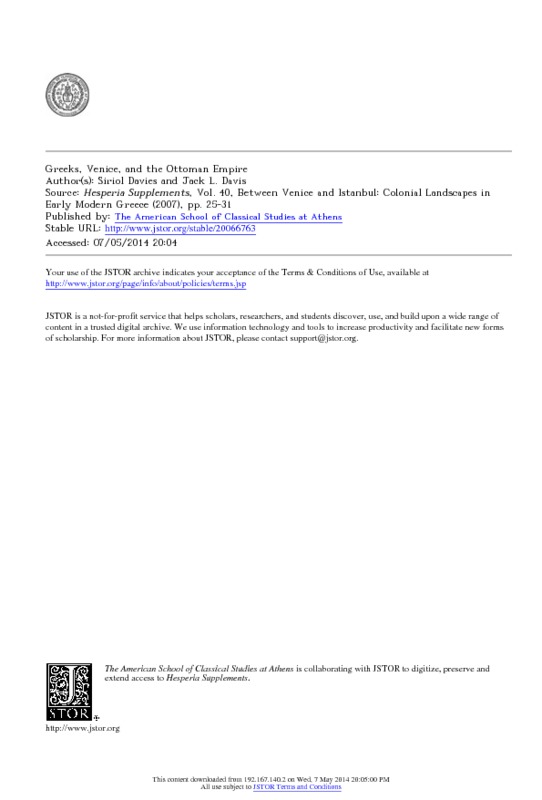 Greeks, Venice, and the Ottoman Empire
Author(s): Siriol Davies and Jack L. Davis
Source: Hesperia Supplements, Vol. 40, Between Venice and Istanbul: Colonial Landscapes in
Early Modern Greece (2007), pp. 25-31
Published by: The American School of Classical Studies at Athens
Stable URL: http://www.jstor.org/stable/20066763
Accessed: 07/05/2014 20:04
Your use of the JSTOR archive indicates your acceptance of the Terms & Conditions of Use, available at
http://www.jstor.org/page/info/about/policies/terms.jsp
JSTOR is a not-for-profit service that helps scholars, researchers, and students discover, use, and build upon a wide range of
content in a trusted digital archive. We use information technology and tools to increase productivity and facilitate new forms
of scholarship. For more information about JSTOR, please contact support@jstor.org.
The American School of Classical Studies at Athens is collaborating with JSTOR to digitize, preserve and
extend access to Hesperia Supplements.
JSTOR
http://www.jstor.org
This content downloaded from 192.167.140.2 on Wed, 7 May 2014 20:05:00 PM
All use subject to JSTOR Terms and Conditions